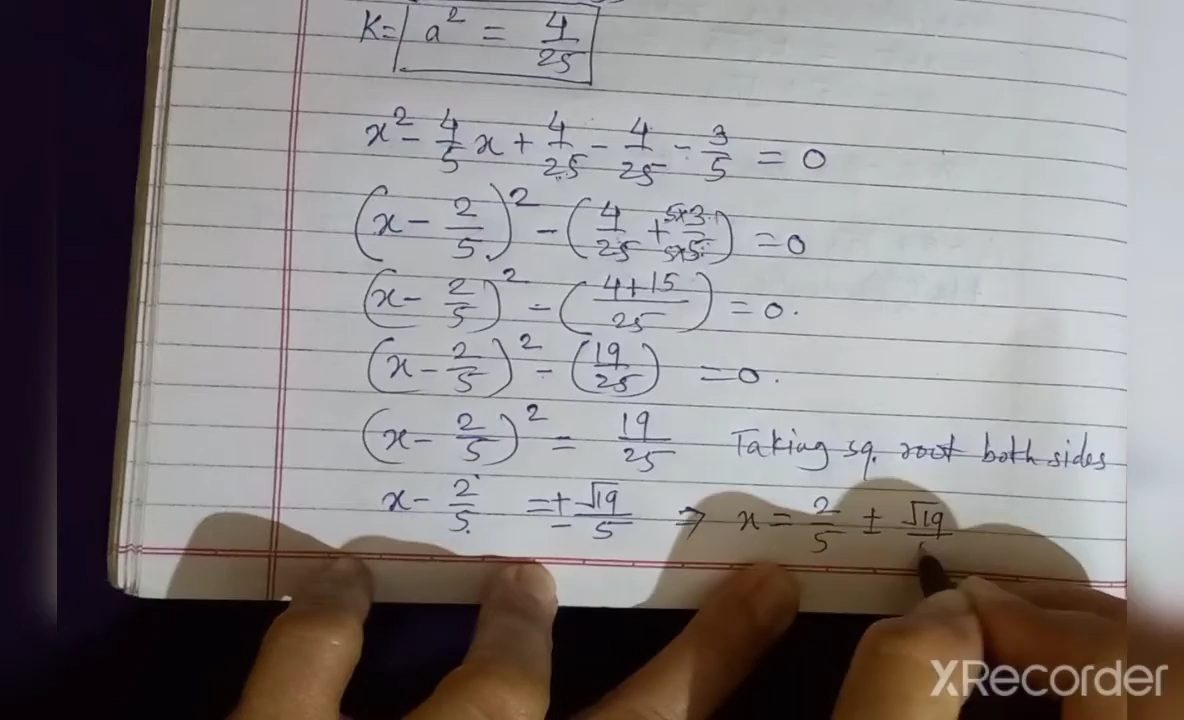 K= a² = 4/25
x² - 4/5 x + 4/25 - 4/25 - 3/5 = 0
(x - 2/5)² - (4/25 + 5×3/5×5) = 0
(x - 2/5)² - (4+15/25) = 0.
(x - 2/5)² - (19/25) = 0.
(x - 2/5)² = 19/25 Taking sq. root both sides
x - 2/5 = ± √19/5 ⇒ x = 2/5 ± √19
XRecorder